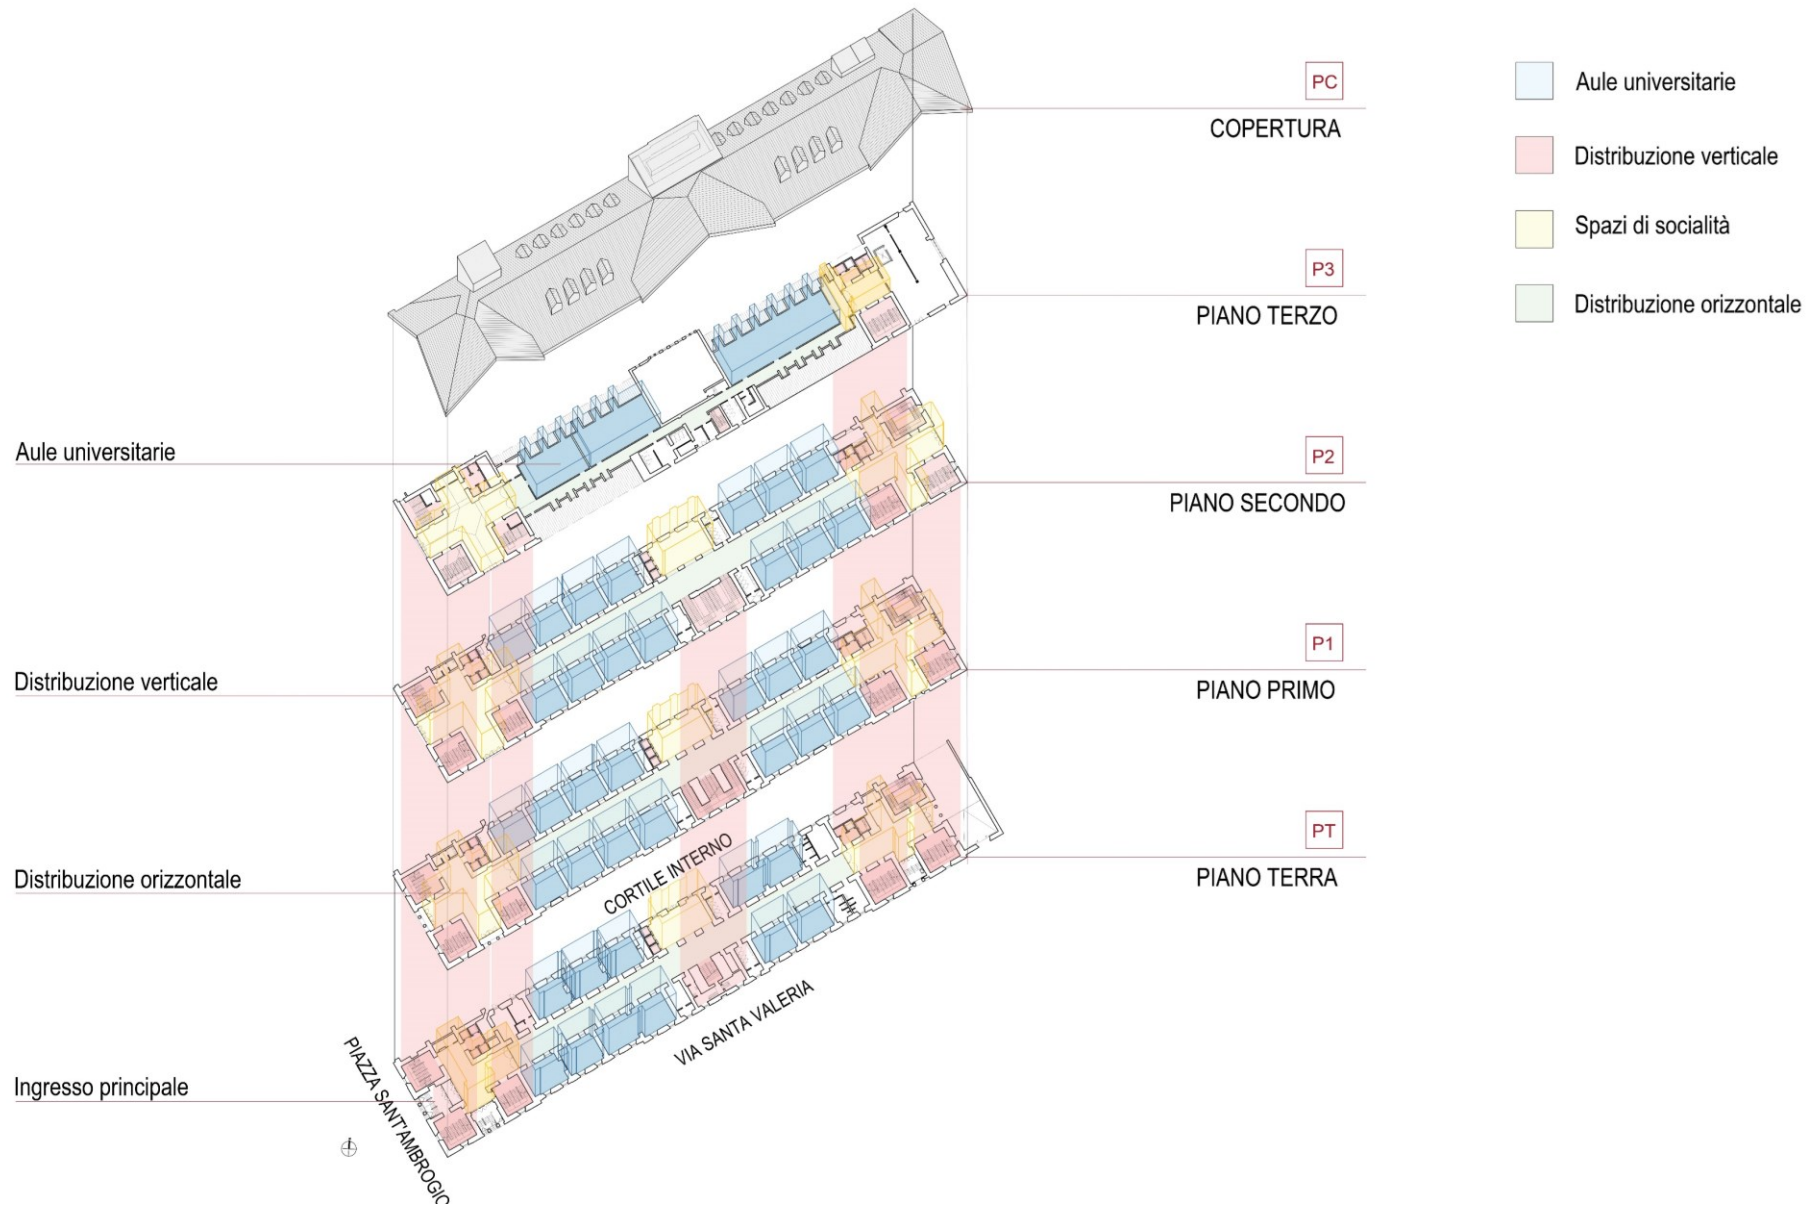 PC
COPERTURA
P3
PIANO TERZO
P2
PIANO SECONDO
P1
PIANO PRIMO
PT
PIANO TERRA
Aule universitarie
Distribuzione verticale
Spazi di socialità
Distribuzione orizzontale
Aule universitarie
Distribuzione verticale
Distribuzione orizzontale
Ingresso principale
CORTILE INTERNO
VIA SANTA VALERIA
PIAZZA SANT'AMBROGIO